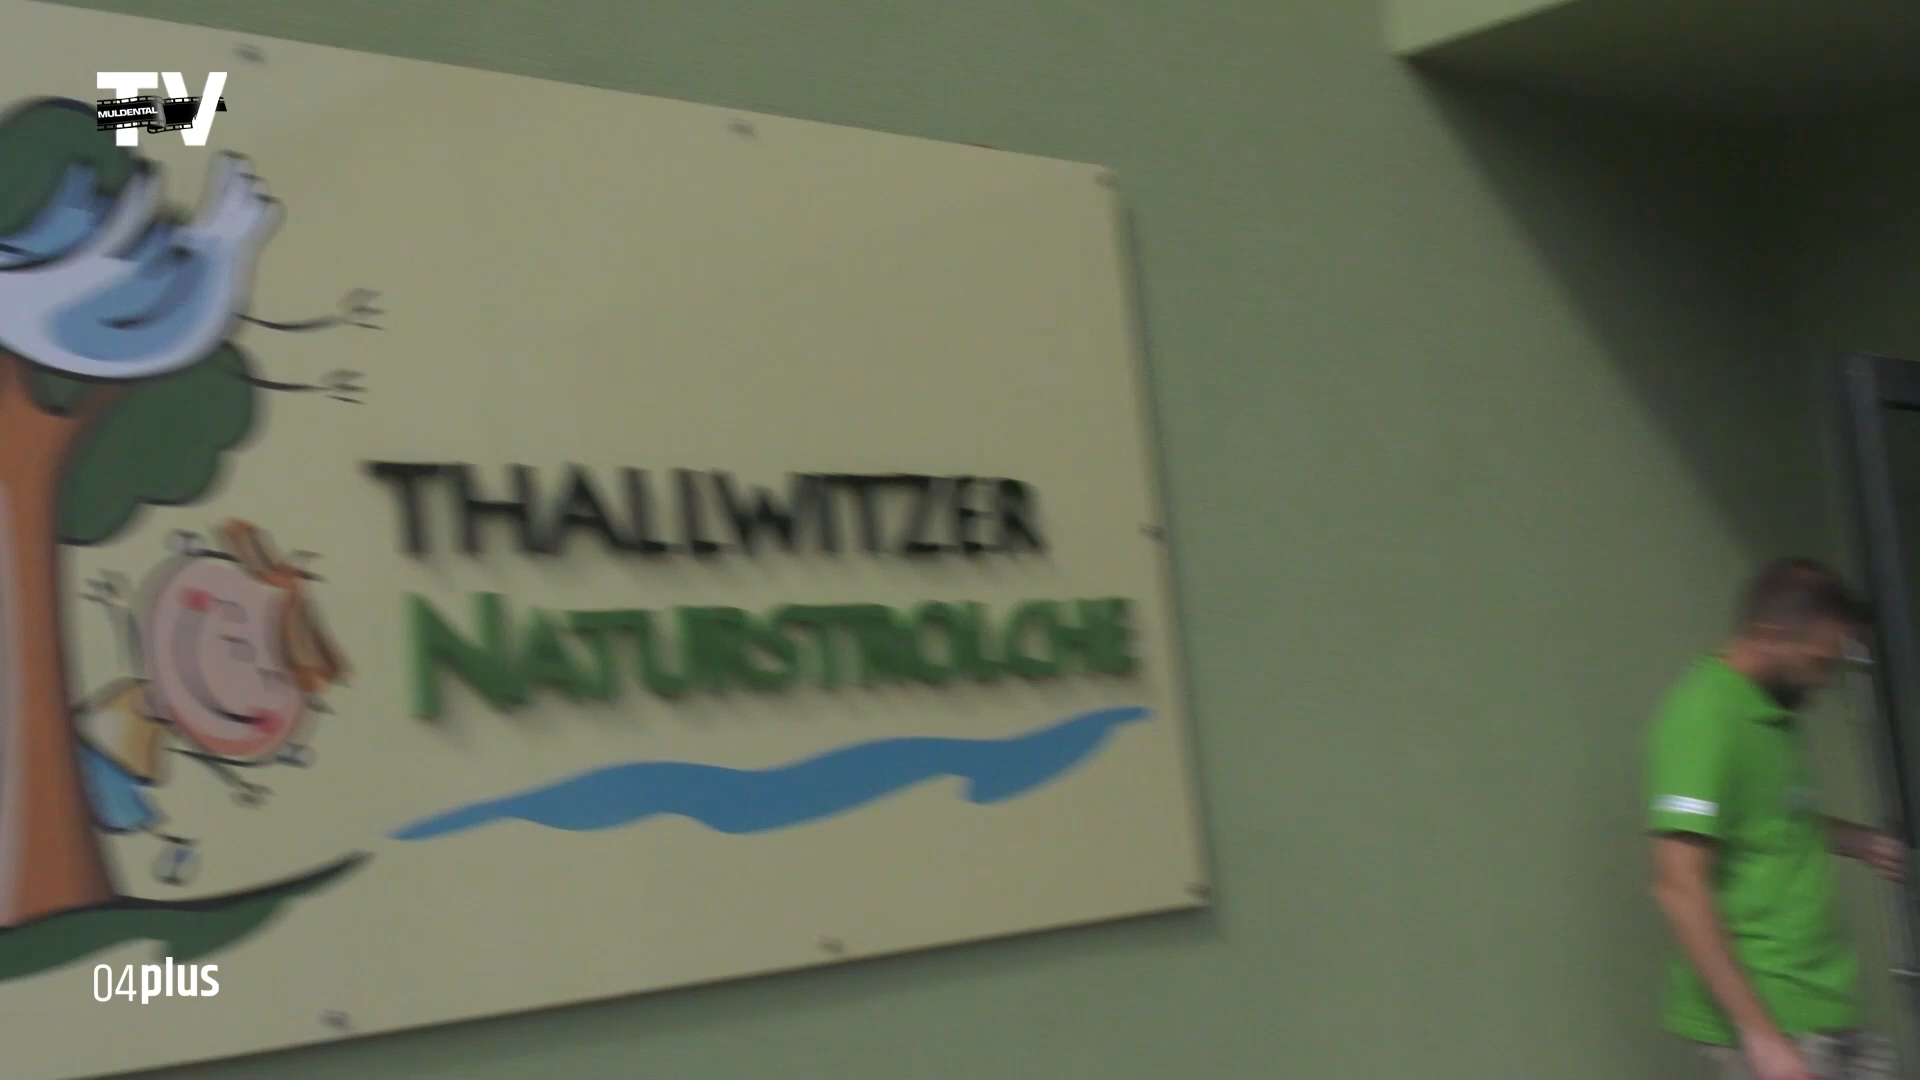 TV
MULDENTAL
THALLWITZER
NATURSTROLCHE
04plus